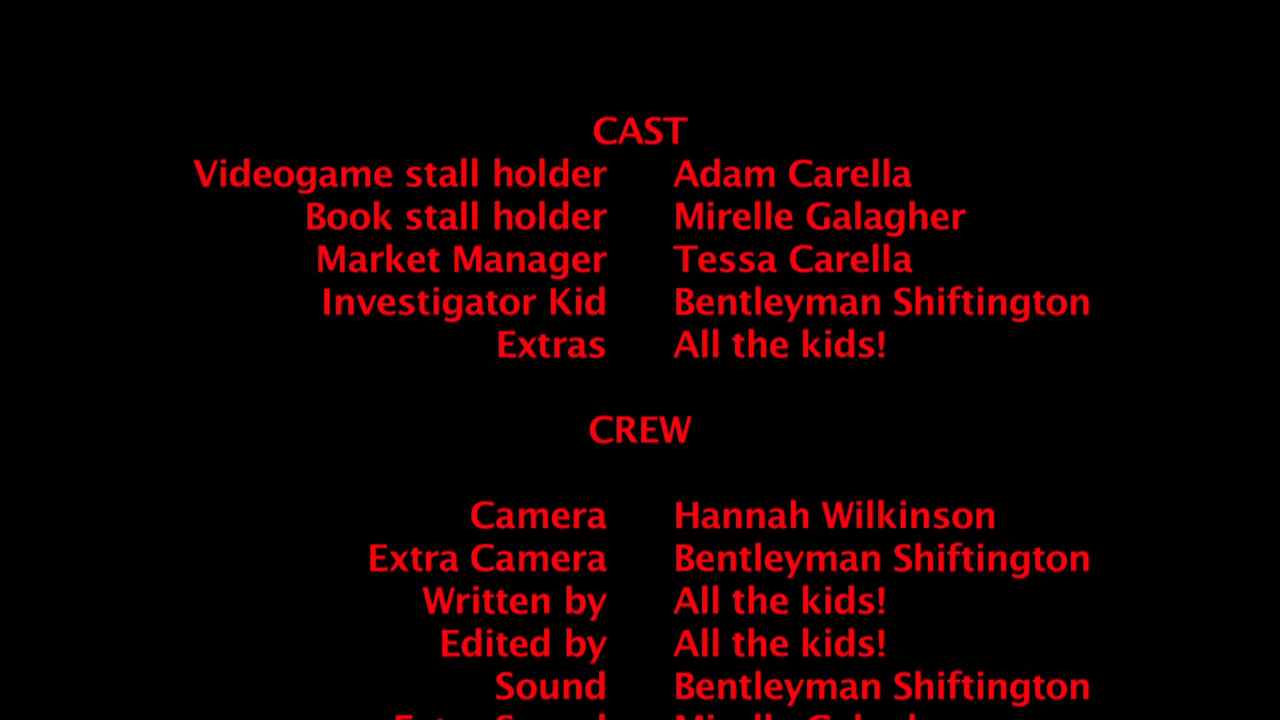 CAST
Videogame stall holder Adam Carella
Book stall holder Mirelle Galagher
Market Manager Tessa Carella
Investigator Kid Bentleyman Shiftington
Extras All the kids!
CREW
Camera Hannah Wilkinson
Extra Camera Bentleyman Shiftington
Written by All the kids!
Edited by All the kids!
Sound Bentleyman Shiftington